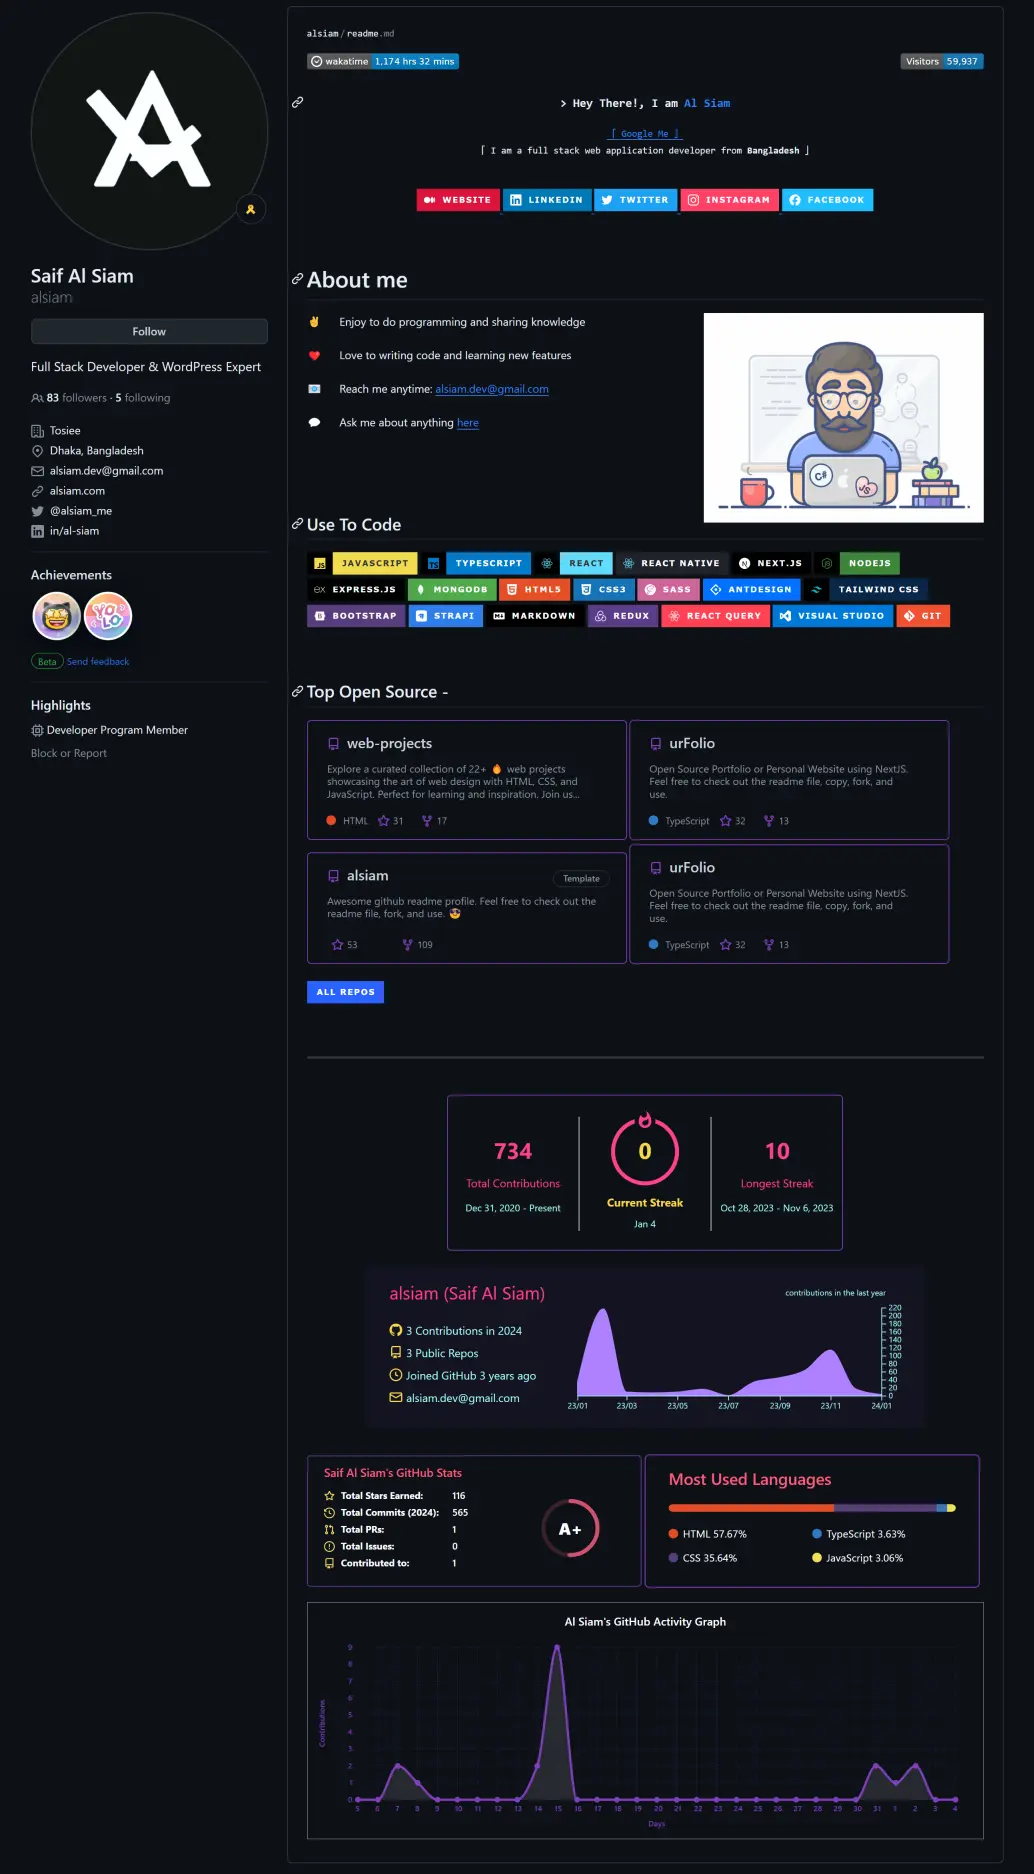 Saif Al Siam
alsiam
Follow
Full Stack Developer & WordPress Expert
83 followers · 5 following
Tosiee
Dhaka, Bangladesh
alsiam.dev@gmail.com
alsiam.com
@alsiam_me
in/al-siam
Achievements
YOLO
Beta Send feedback
Highlights
Developer Program Member
Block or Report
alsiam/readme.md
wakatime 1,174 hrs 32 mins
Visitors 59,937
> Hey There!, I am Al Siam
⌈ Google Me ⌋
⌈ I am a full stack web application developer from Bangladesh ⌋
WEBSITE LINKEDIN TWITTER INSTAGRAM FACEBOOK
About me
Enjoy to do programming and sharing knowledge
Love to writing code and learning new features
Reach me anytime: alsiam.dev@gmail.com
Ask me about anything here
C#
JS
Use To Code
JS JAVASCRIPT TS TYPESCRIPT REACT REACT NATIVE N NEXT.JS NODEJS
EX EXPRESS.JS MONGODB HTML5 CSS3 SASS ANTDESIGN TAILWIND CSS
B BOOTSTRAP STRAPI MARKDOWN REDUX REACT QUERY VISUAL STUDIO GIT
Top Open Source -
web-projects
Explore a curated collection of 22+ 🔥 web projects
showcasing the art of web design with HTML, CSS, and
JavaScript. Perfect for learning and inspiration. Join us...
HTML 31 17
urFolio
Open Source Portfolio or Personal Website using NextJS.
Feel free to check out the readme file, copy, fork, and
use.
TypeScript 32 13
alsiam
Template
Awesome github readme profile. Feel free to check out the
readme file, fork, and use. 😎
53 109
urFolio
Open Source Portfolio or Personal Website using NextJS.
Feel free to check out the readme file, copy, fork, and
use.
TypeScript 32 13
ALL REPOS
734
Total Contributions
Dec 31, 2020 - Present
0
Current Streak
Jan 4
10
Longest Streak
Oct 28, 2023 - Nov 6, 2023
alsiam (Saif Al Siam)
3 Contributions in 2024
3 Public Repos
Joined GitHub 3 years ago
alsiam.dev@gmail.com
contributions in the last year
220
200
180
160
140
120
100
80
60
40
20
0
23/01 23/03 23/05 23/07 23/09 23/11 24/01
Saif Al Siam's GitHub Stats
Total Stars Earned: 116
Total Commits (2024): 565
Total PRs: 1
Total Issues: 0
Contributed to: 1
A+
Most Used Languages
HTML 57.67% TypeScript 3.63%
CSS 35.64% JavaScript 3.06%
Al Siam's GitHub Activity Graph
Contributions
9
8
7
6
5
4
3
2
1
0
5 6 7 8 9 10 11 12 13 14 15 16 17 18 19 20 21 22 23 24 25 26 27 28 29 30 31 1 2 3 4
Days